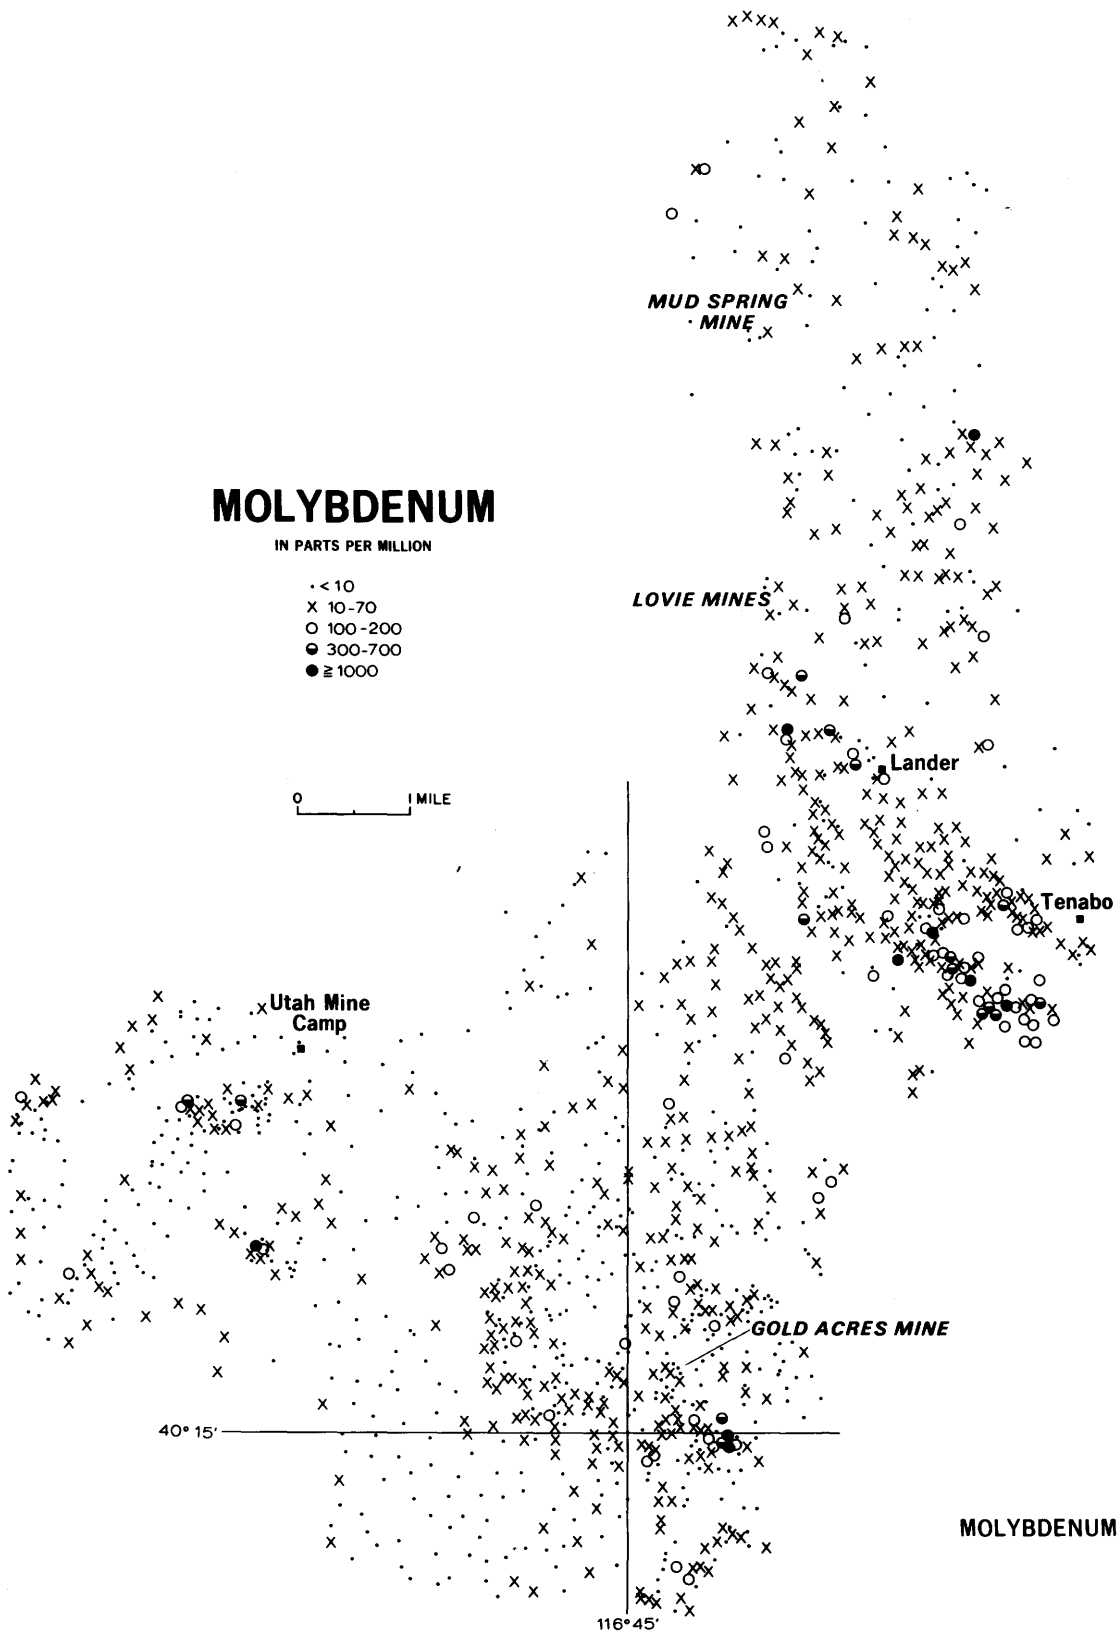 MUD SPRING
MINE
MOLYBDENUM
IN PARTS PER MILLION
· < 10
X 10-70
○ 100-200
◒ 300-700
● ≧ 1000
LOVIE MINES
Lander
0 1 MILE
Tenabo
Utah Mine
Camp
GOLD ACRES MINE
40° 15'
MOLYBDENUM
116° 45'